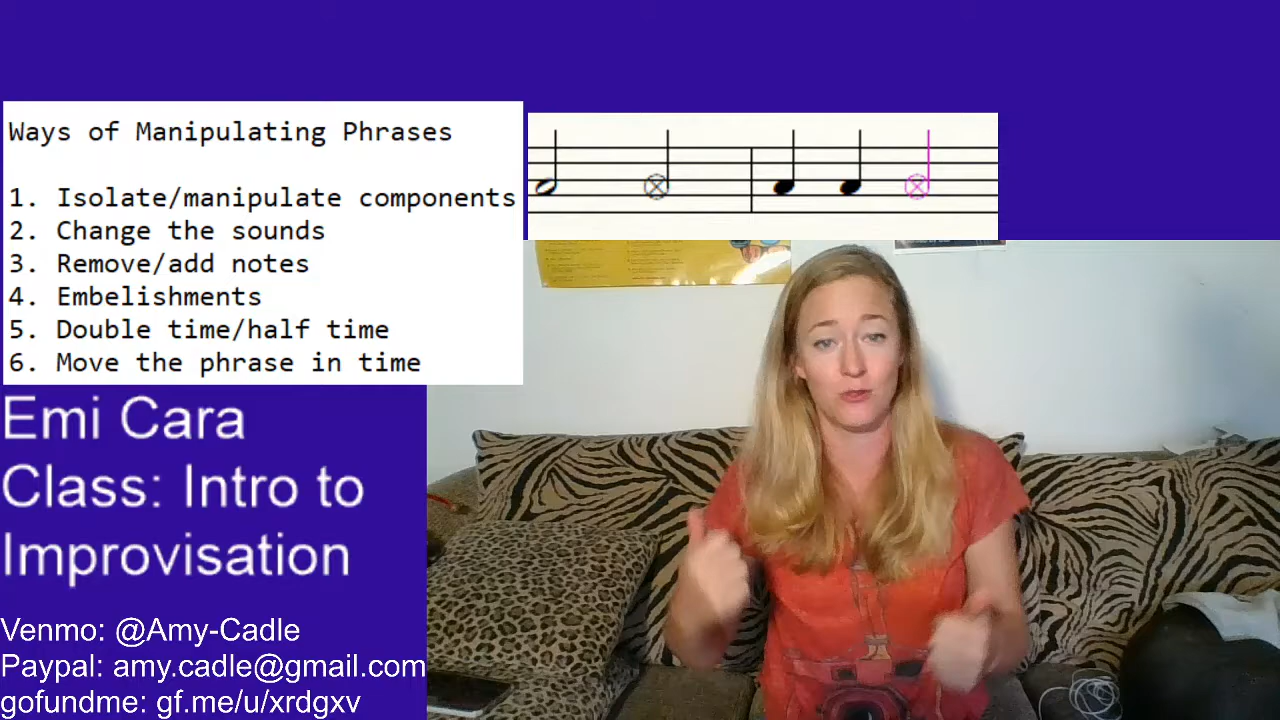 Ways of Manipulating Phrases
1. Isolate/manipulate components
2. Change the sounds
3. Remove/add notes
4. Embelishments
5. Double time/half time
6. Move the phrase in time
Emi Cara
Class: Intro to
Improvisation
Venmo: @Amy-Cadle
Paypal: amy.cadle@gmail.com
gofundme: gf.me/u/xrdgxv